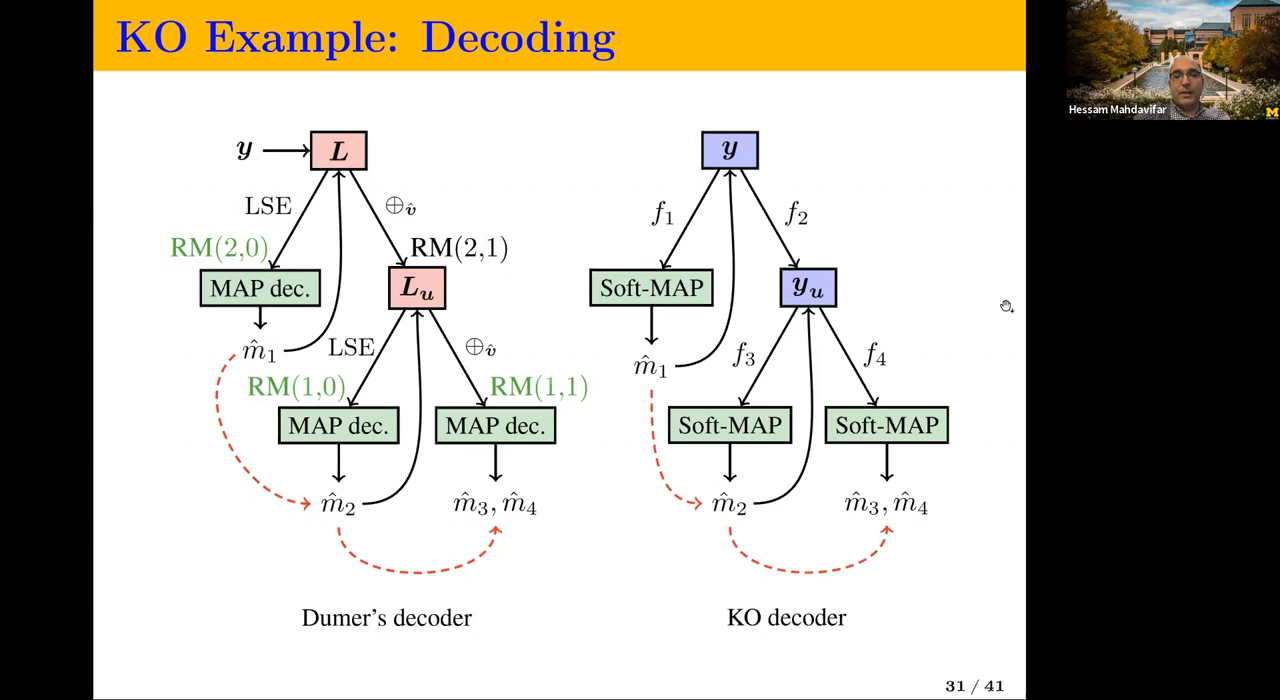 KO Example: Decoding
Hessam Mahdavifar
M
y
L
LSE
⊕v̂
RM(2,0)
RM(2,1)
MAP dec.
Lu
m̂1
LSE
⊕v̂
RM(1,0)
RM(1,1)
MAP dec.
MAP dec.
m̂2
m̂3, m̂4
Dumer's decoder
y
f1
f2
Soft-MAP
yu
m̂1
f3
f4
Soft-MAP
Soft-MAP
m̂2
m̂3, m̂4
KO decoder
31 / 41